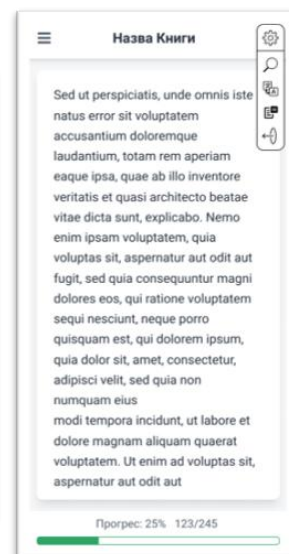 Назва Книги
Sed ut perspiciatis, unde omnis iste
natus error sit voluptatem
accusantium doloremque
laudantium, totam rem aperiam
eaque ipsa, quae ab illo inventore
veritatis et quasi architecto beatae
vitae dicta sunt, explicabo. Nemo
enim ipsam voluptatem, quia
voluptas sit, aspernatur aut odit aut
fugit, sed quia consequuntur magni
dolores eos, qui ratione voluptatem
sequi nesciunt, neque porro
quisquam est, qui dolorem ipsum,
quia dolor sit, amet, consectetur,
adipisci velit, sed quia non
numquam eius
modi tempora incidunt, ut labore et
dolore magnam aliquam quaerat
voluptatem. Ut enim ad voluptas sit,
aspernatur aut odit aut
Прогрес: 25% 123/245